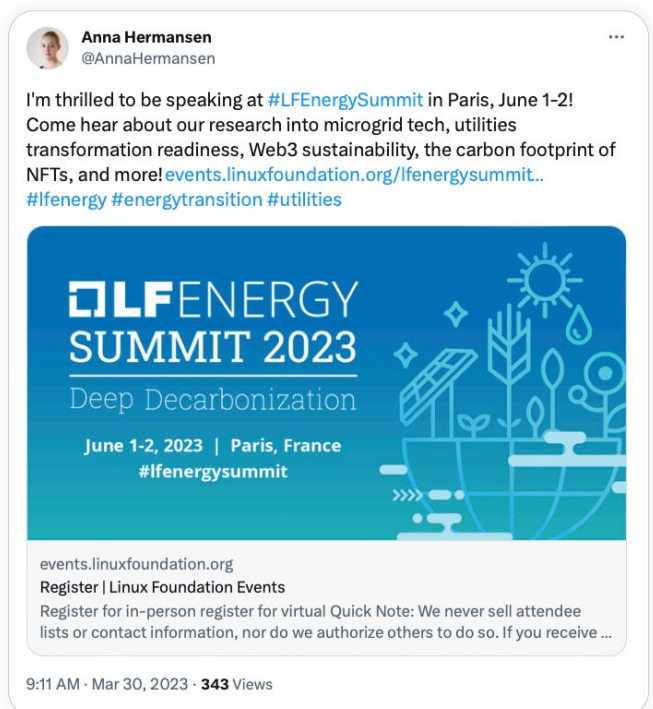 Anna Hermansen
@AnnaHermansen
I'm thrilled to be speaking at #LFEnergySummit in Paris, June 1-2!
Come hear about our research into microgrid tech, utilities
transformation readiness, Web3 sustainability, the carbon footprint of
NFTs, and more! events.linuxfoundation.org/lfenergysummit..
#lfenergy #energytransition #utilities
LFENERGY
SUMMIT 2023
Deep Decarbonization
June 1-2, 2023 | Paris, France
#lfenergysummit
events.linuxfoundation.org
Register | Linux Foundation Events
Register for in-person register for virtual Quick Note: We never sell attendee
lists or contact information, nor do we authorize others to do so. If you receive ...
9:11 AM · Mar 30, 2023 · 343 Views